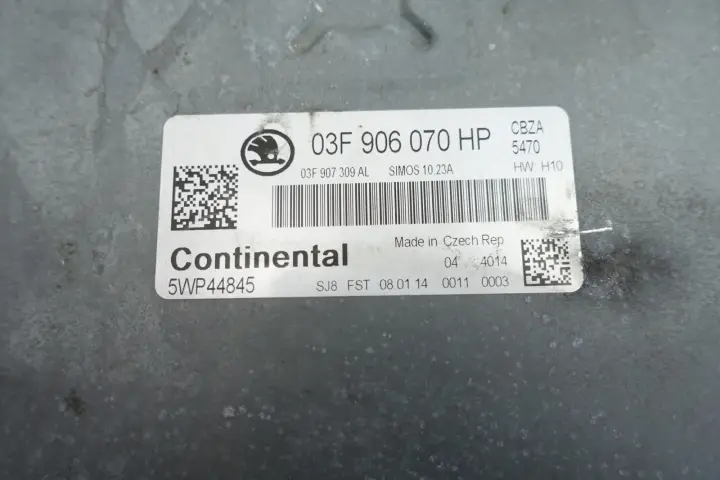 03F 906 070 HP CBZA
5470
03F 907 309 AL SIMOS 10.23A HW H10
Continental Made in Czech Rep
04 4014
5WP44845 SJ8 FST 08.01.14 0011 0003